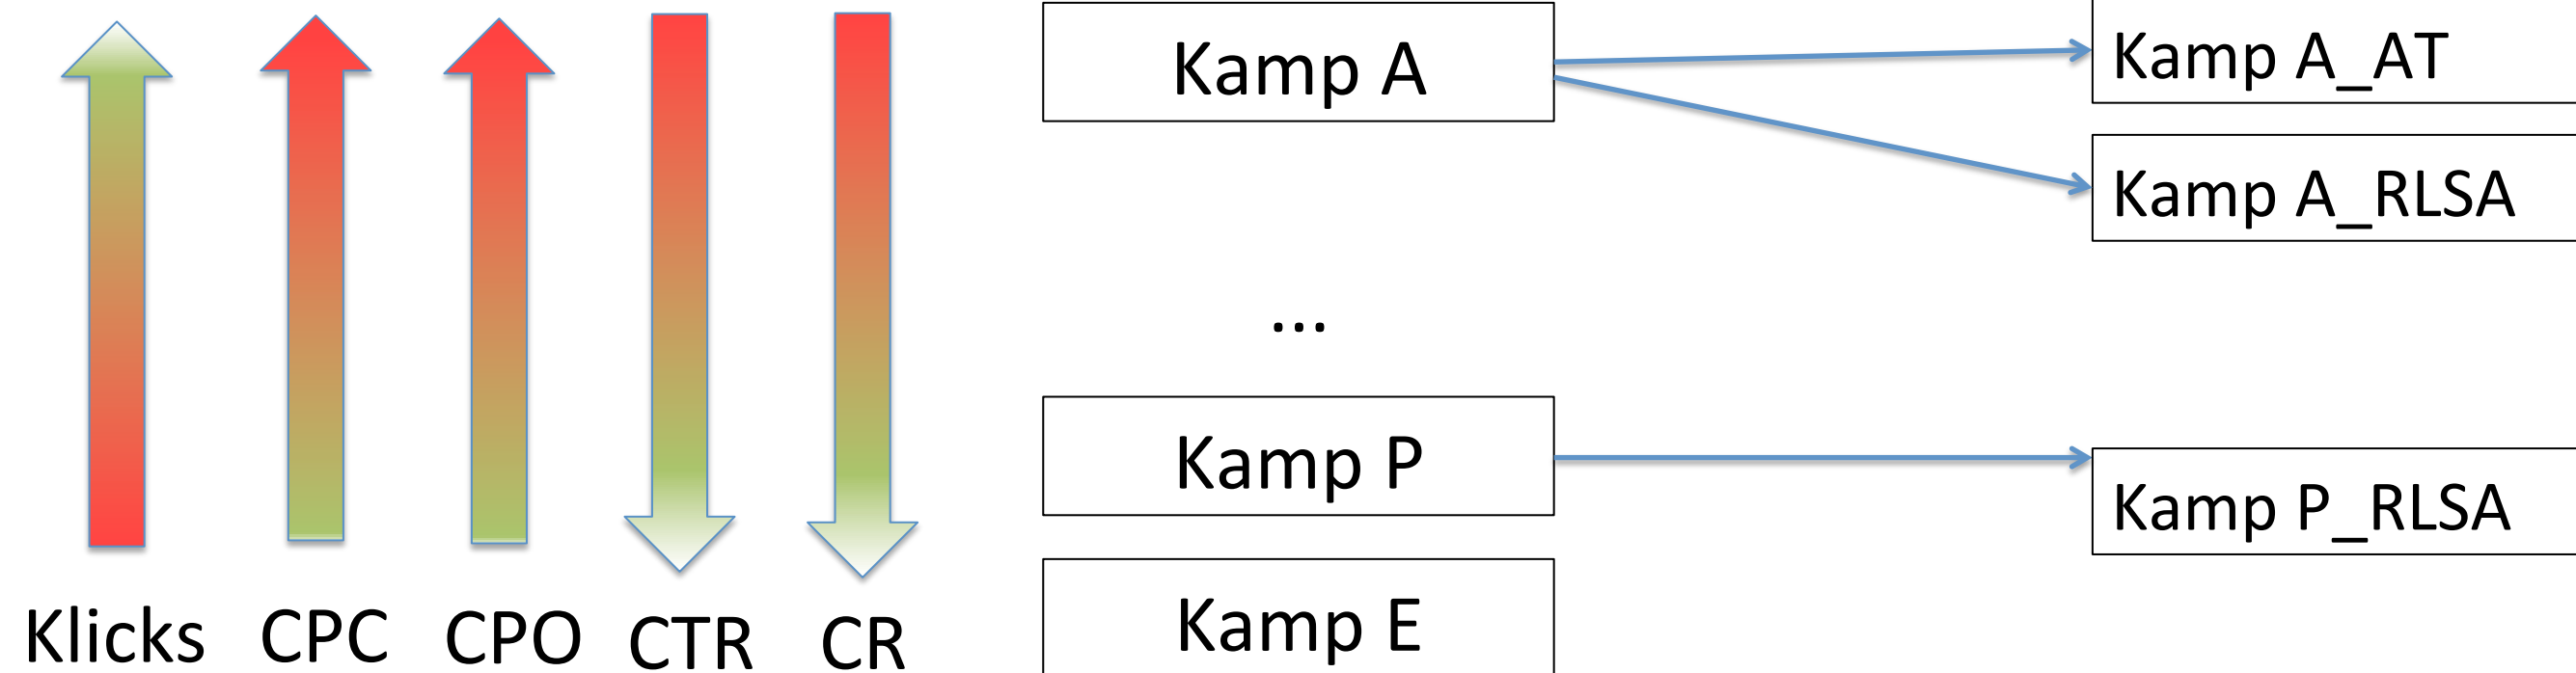 Kamp A
Kamp A_AT
Kamp A_RLSA
...
Kamp P
Kamp P_RLSA
Kamp E
Klicks
CPC
CPO
CTR
CR